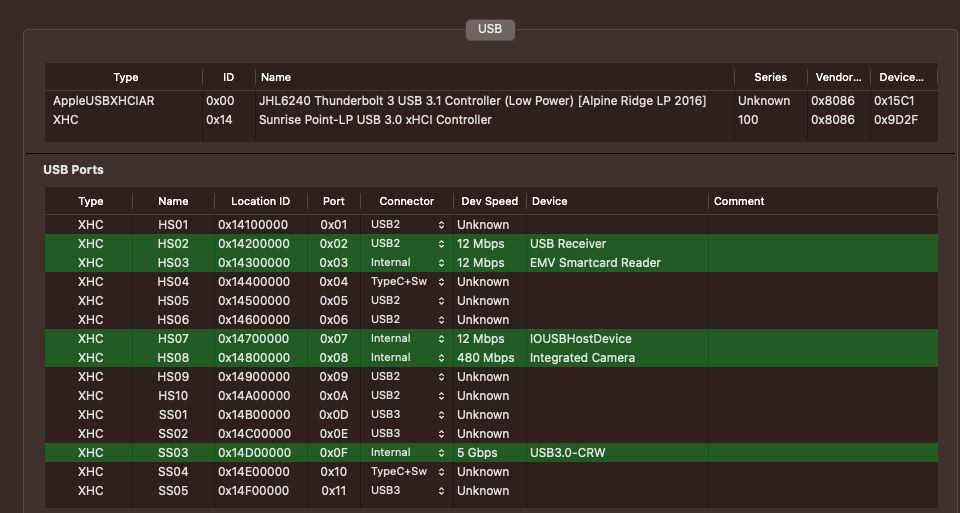 USB
Type ID Name Series Vendor... Device...
AppleUSBXHCIAR 0x00 JHL6240 Thunderbolt 3 USB 3.1 Controller (Low Power) [Alpine Ridge LP 2016] Unknown 0x8086 0x15C1
XHC 0x14 Sunrise Point-LP USB 3.0 xHCI Controller 100 0x8086 0x9D2F
USB Ports
Type Name Location ID Port Connector Dev Speed Device Comment
XHC HS01 0x14100000 0x01 USB2 Unknown
XHC HS02 0x14200000 0x02 USB2 12 Mbps USB Receiver
XHC HS03 0x14300000 0x03 Internal 12 Mbps EMV Smartcard Reader
XHC HS04 0x14400000 0x04 TypeC+Sw Unknown
XHC HS05 0x14500000 0x05 USB2 Unknown
XHC HS06 0x14600000 0x06 USB2 Unknown
XHC HS07 0x14700000 0x07 Internal 12 Mbps IOUSBHostDevice
XHC HS08 0x14800000 0x08 Internal 480 Mbps Integrated Camera
XHC HS09 0x14900000 0x09 USB2 Unknown
XHC HS10 0x14A00000 0x0A USB2 Unknown
XHC SS01 0x14B00000 0x0D USB3 Unknown
XHC SS02 0x14C00000 0x0E USB3 Unknown
XHC SS03 0x14D00000 0x0F Internal 5 Gbps USB3.0-CRW
XHC SS04 0x14E00000 0x10 TypeC+Sw Unknown
XHC SS05 0x14F00000 0x11 USB3 Unknown